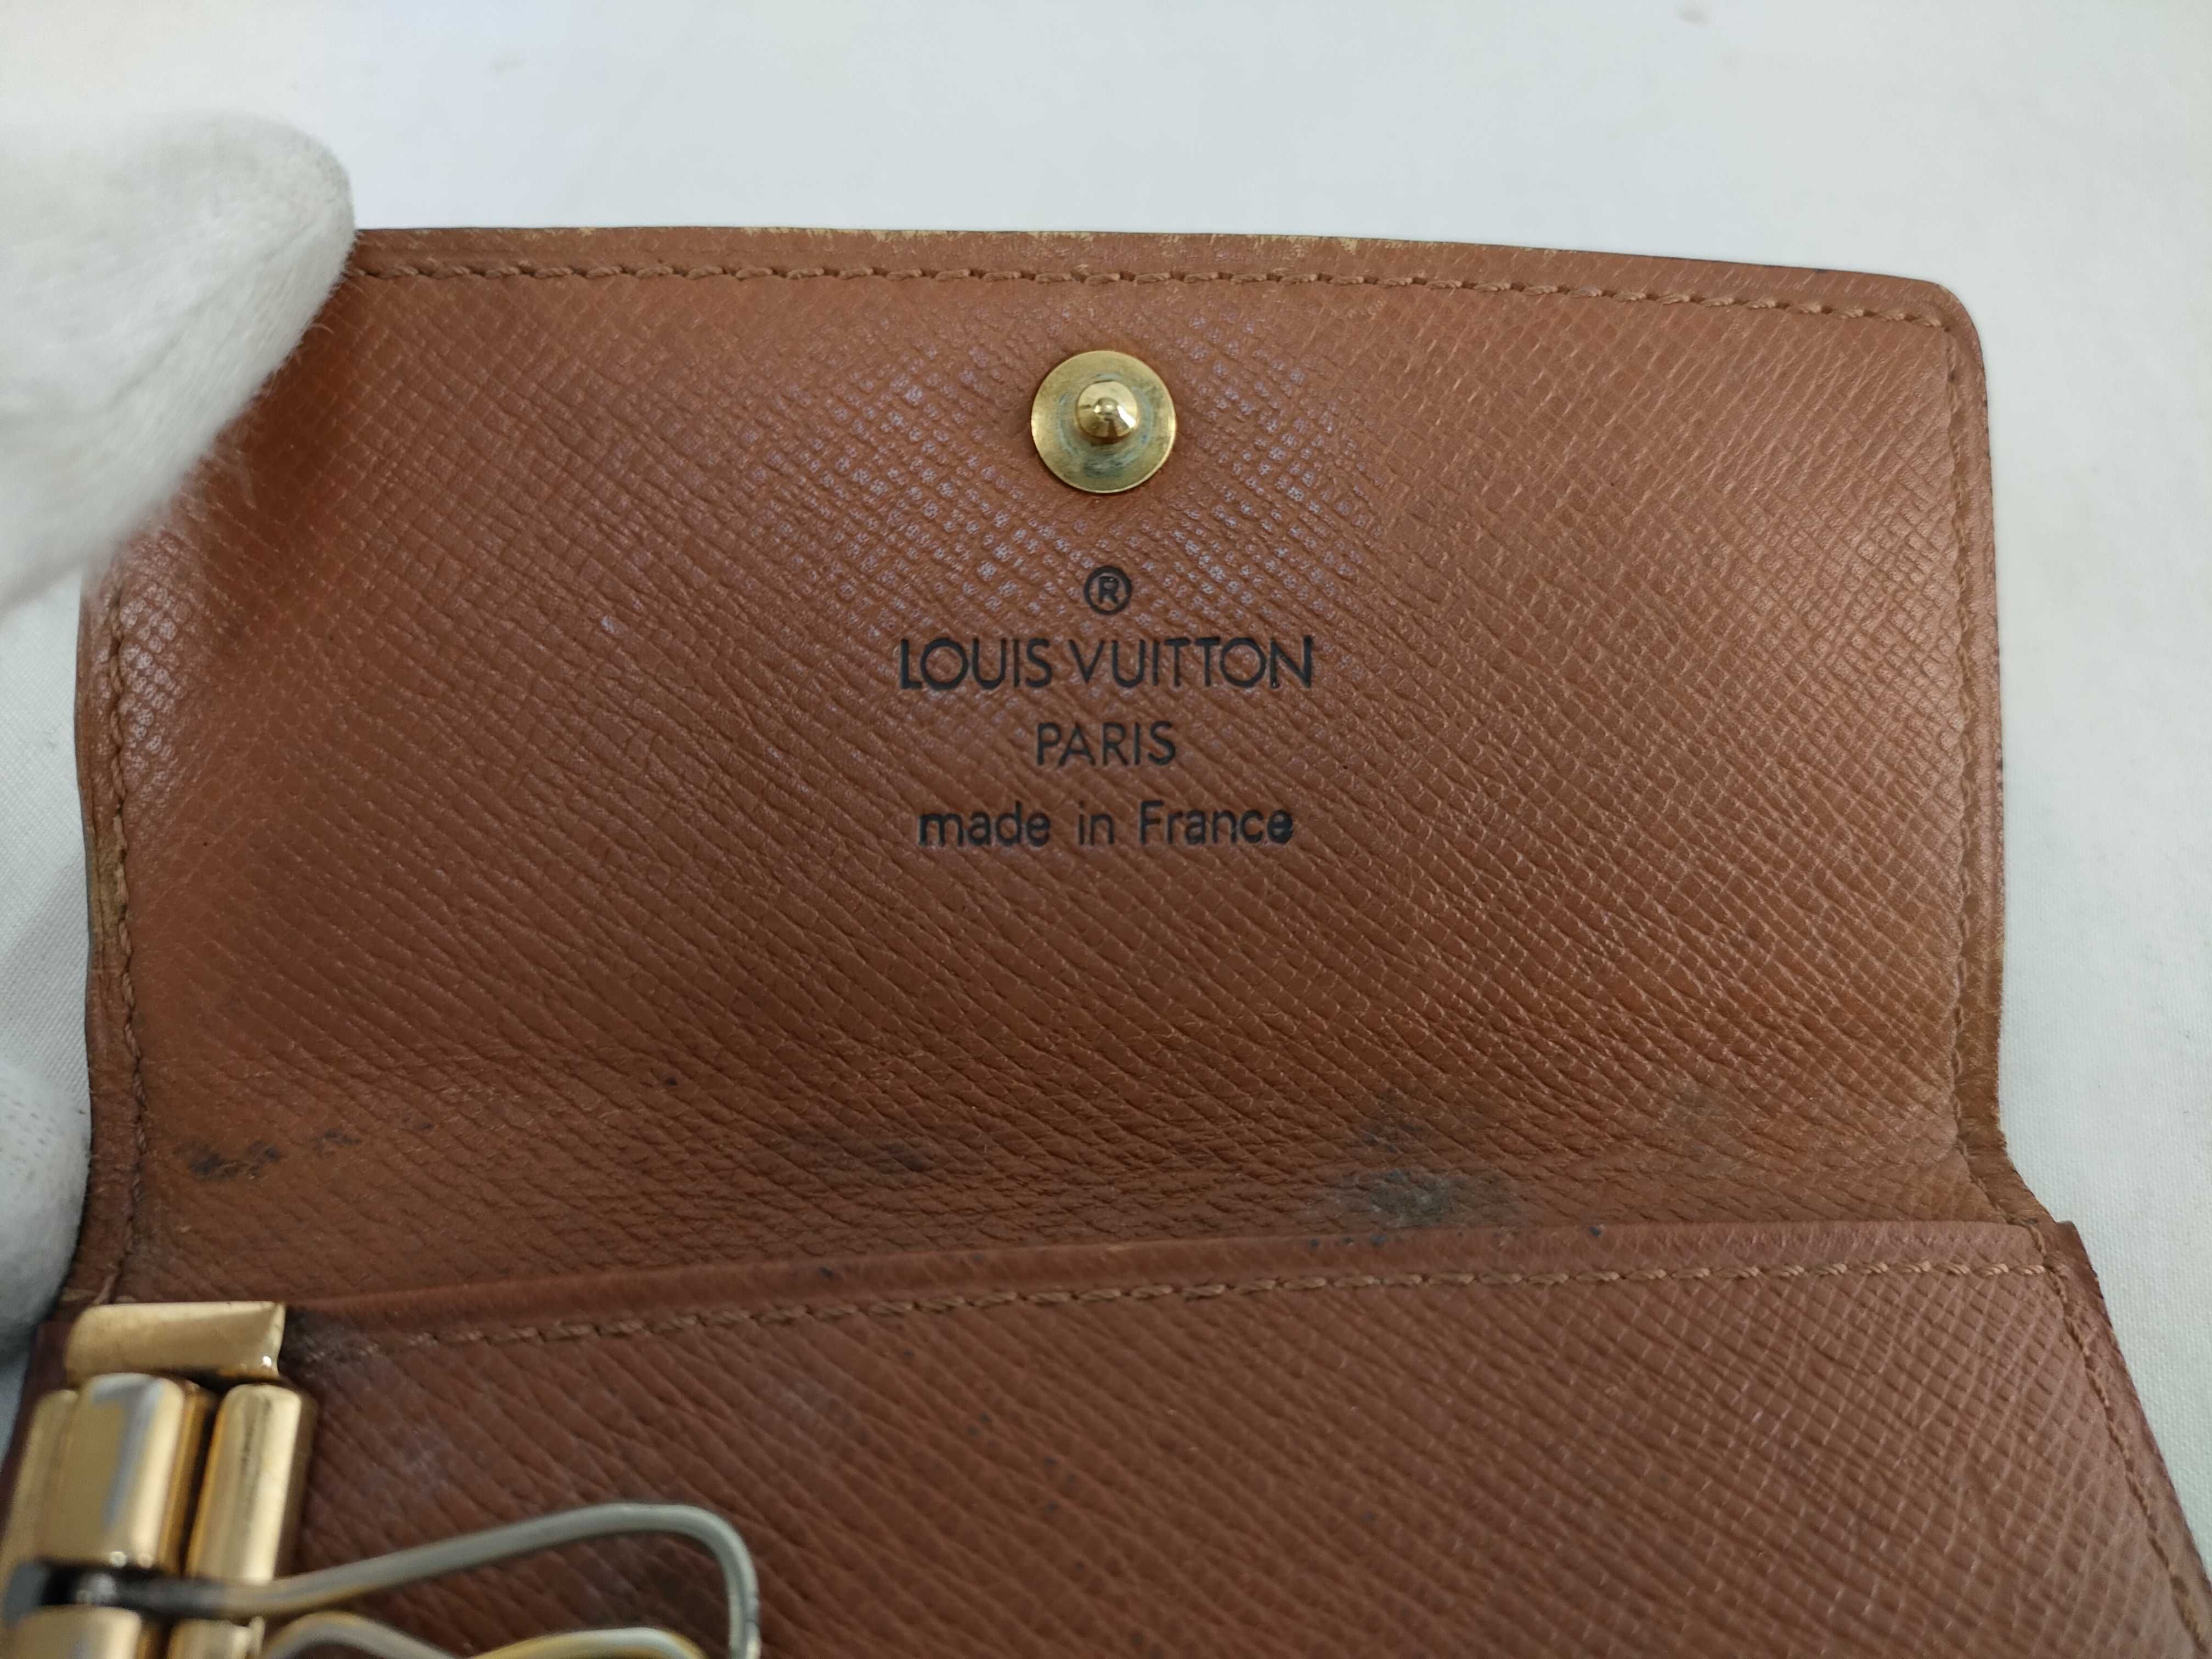 ®
LOUIS VUITTON
PARIS
made in France